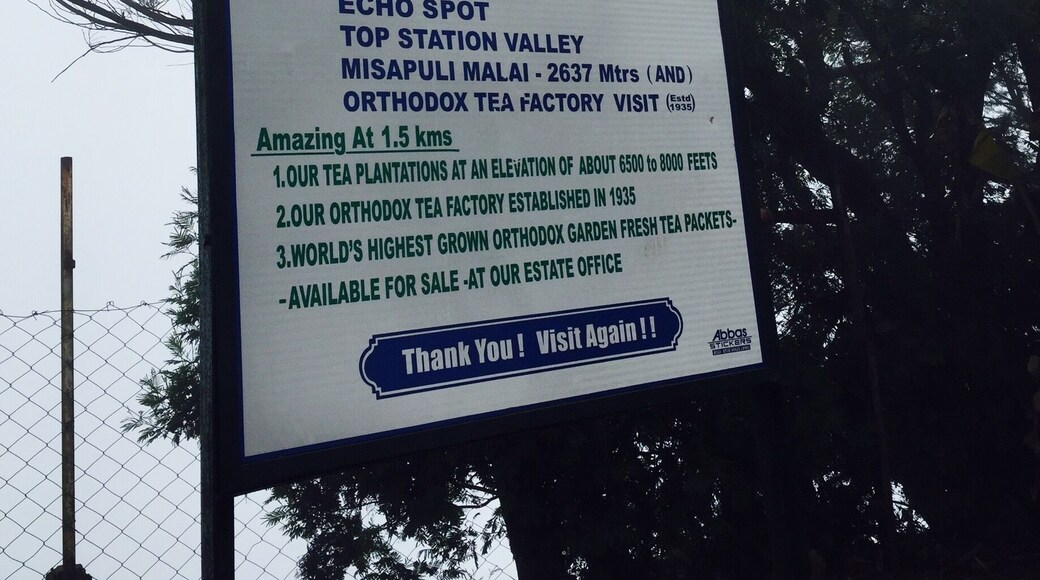 ECHO SPOT
TOP STATION VALLEY
MISAPULI MALAI - 2637 Mtrs (AND)
ORTHODOX TEA FACTORY VISIT (Estd 1935)
Amazing At 1.5 kms
1.OUR TEA PLANTATIONS AT AN ELEVATION OF ABOUT 6500 to 8000 FEETS
2.OUR ORTHODOX TEA FACTORY ESTABLISHED IN 1935
3.WORLD'S HIGHEST GROWN ORTHODOX GARDEN FRESH TEA PACKETS-
-AVAILABLE FOR SALE -AT OUR ESTATE OFFICE
Thank You! Visit Again!!
Abbas
STICKERS